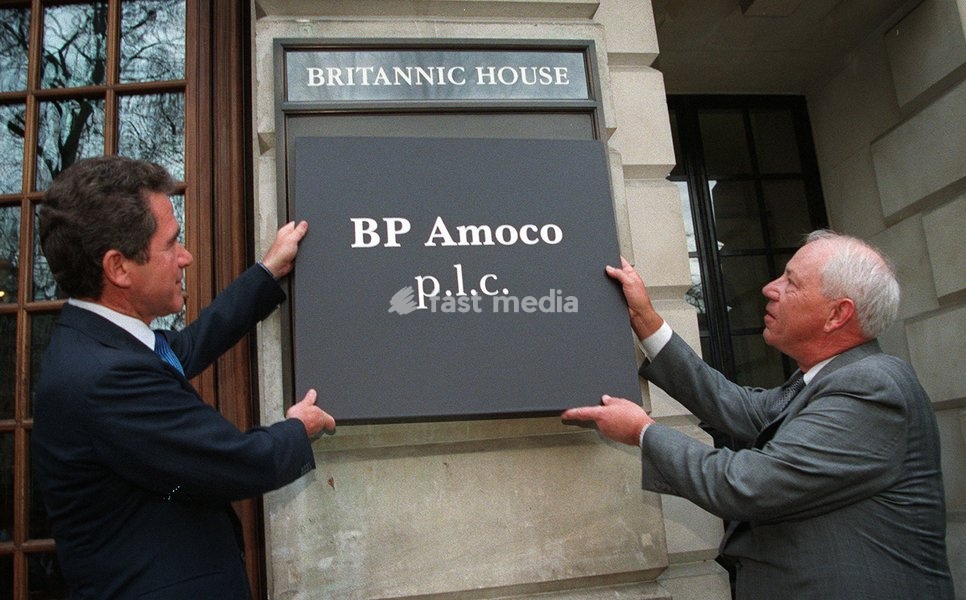 BRITANNIC HOUSE
BP Amoco
p.l.c.
fast media